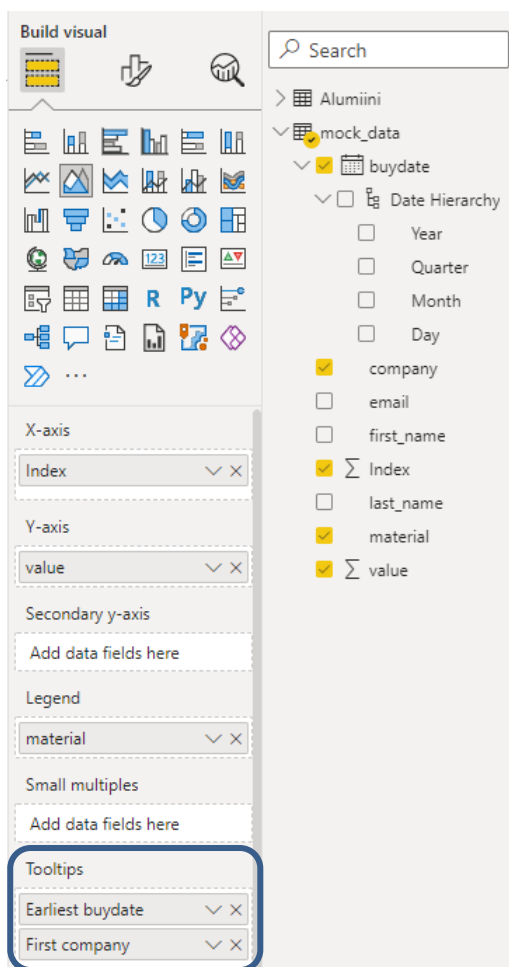 Build visual
123
R
Py
...
X-axis
Index
Y-axis
value
Secondary y-axis
Add data fields here
Legend
material
Small multiples
Add data fields here
Tooltips
Earliest buydate
First company
Search
Alumiini
mock_data
buydate
Date Hierarchy
Year
Quarter
Month
Day
company
email
first_name
∑ Index
last_name
material
∑ value